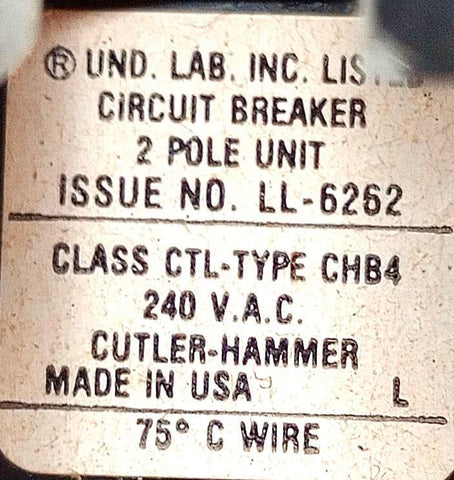 ® UND. LAB. INC. LISTED
CIRCUIT BREAKER
2 POLE UNIT
ISSUE NO. LL-6262
CLASS CTL-TYPE CHB4
240 V.A.C.
CUTLER-HAMMER
MADE IN USA L
75° C WIRE